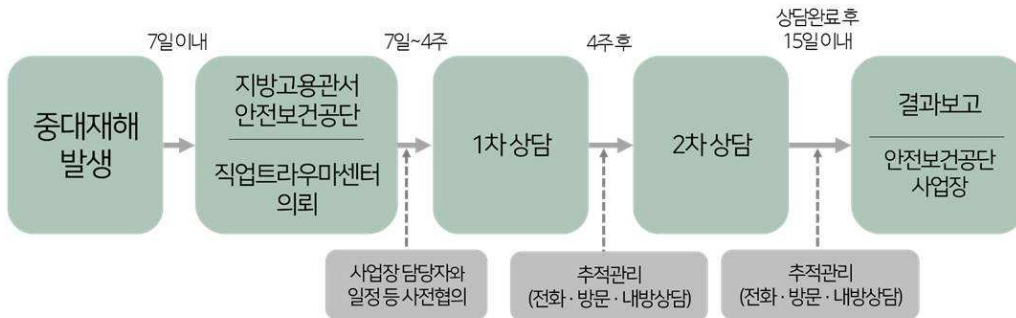 7일 이내
7일~4주
4주 후
상담완료 후
15일 이내
중대재해
발생
지방고용관서
안전보건공단
직업트라우마센터
의뢰
1차 상담
2차 상담
결과보고
안전보건공단
사업장
사업장 담당자와
일정 등 사전협의
추적관리
(전화 · 방문 · 내방상담)
추적관리
(전화 · 방문 · 내방상담)